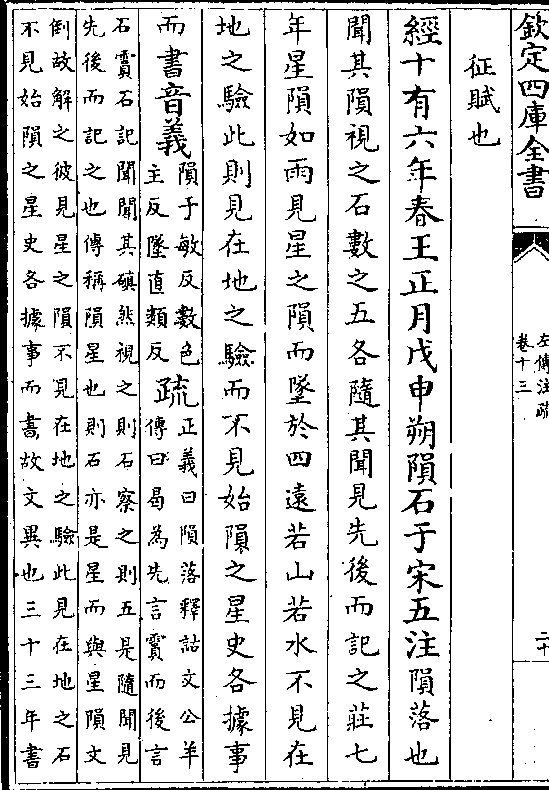 欽定四庫全書
左傳注疏
卷十三
二十
征賦也
經十有六年春王正月戊申朔隕石于宋五注隕落也
聞其隕視之石數之五各隨其聞見先後而記之莊七
年星隕如雨見星之隕而墜於四遠若山若水不見在
地之驗此則見在地之驗而不見始隕之星史各據事
而書音義隕于敏反數色
主反墜直類反疏正義曰隕落釋詁文公羊
傳曰曷為先言霣而後言
石霣石記聞聞其磌然視之則石察之則五是隨聞見
先後而記之也傳稱隕星也則石亦是星而與星隕文
倒故解之彼見星之隕不見在地之驗此見在地之石
不見始隕之星史各據事而書故文異也三十三年書